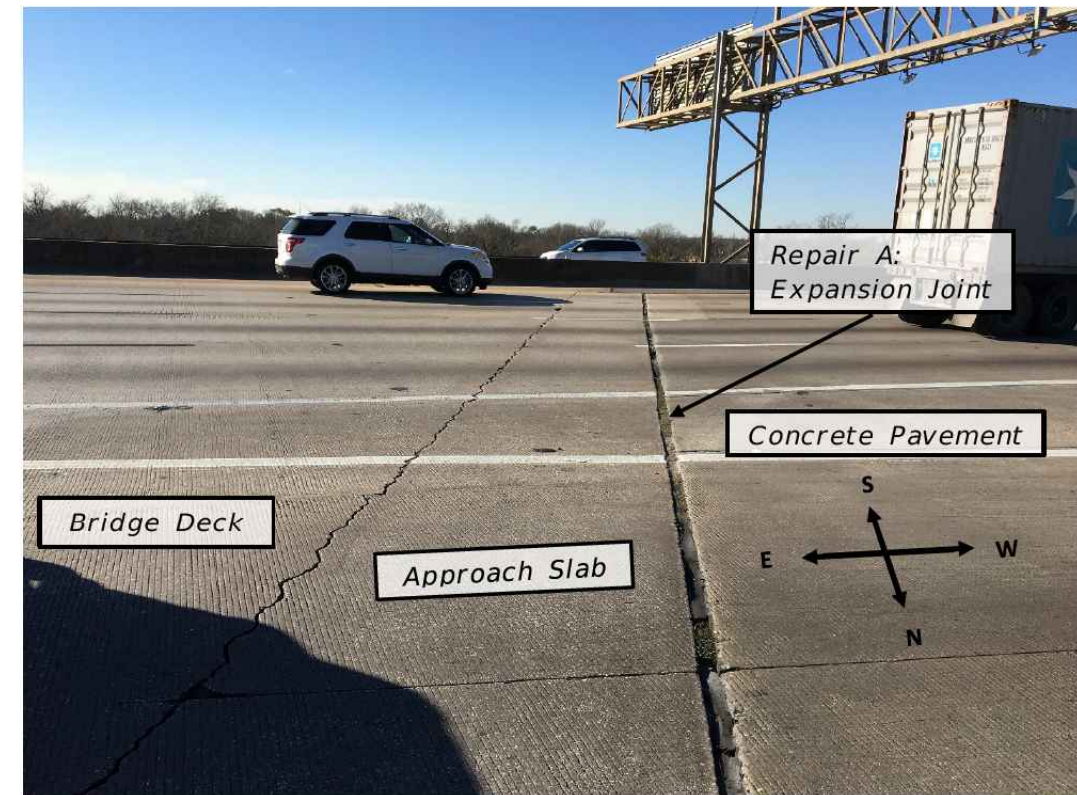 Repair A:
Expansion Joint
Concrete Pavement
S
Bridge Deck
E
W
Approach Slab
N